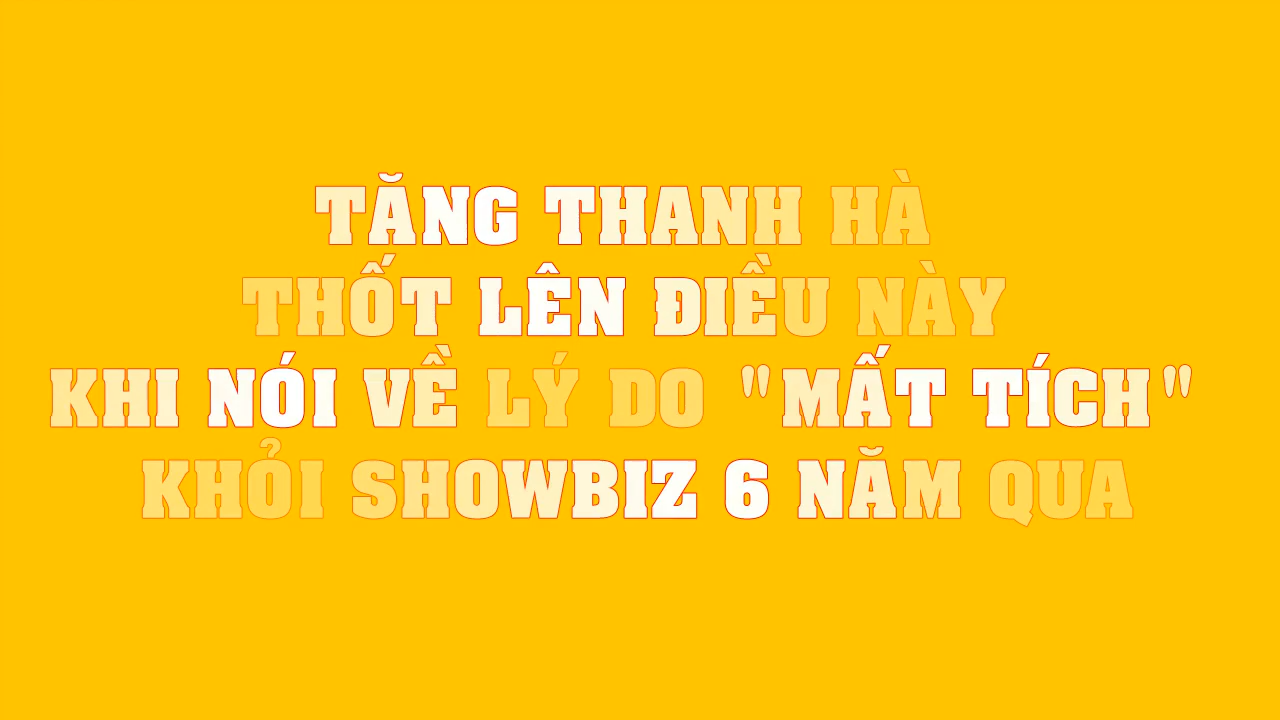 TĂNG THANH HÀ
THỐT LÊN ĐIỀU NÀY
KHI NÓI VỀ LÝ DO "MẤT TÍCH"
KHỎI SHOWBIZ 6 NĂM QUA